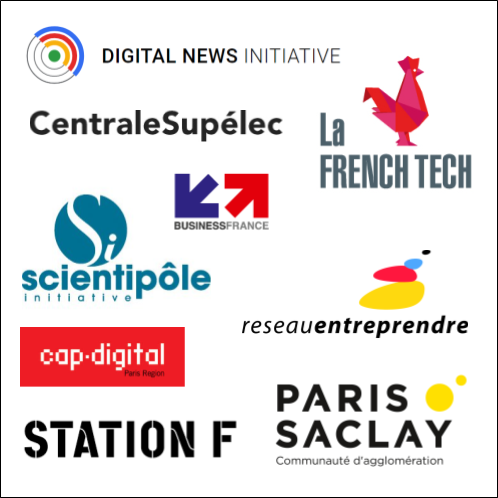 DIGITAL NEWS INITIATIVE
CentraleSupélec
La
FRENCH TECH
BUSINESSFRANCE
Si
scientipôle
initiative
reseauentreprendre
cap·digital
Paris Region
STATION F
PARIS
SACLAY
Communauté d'agglomération